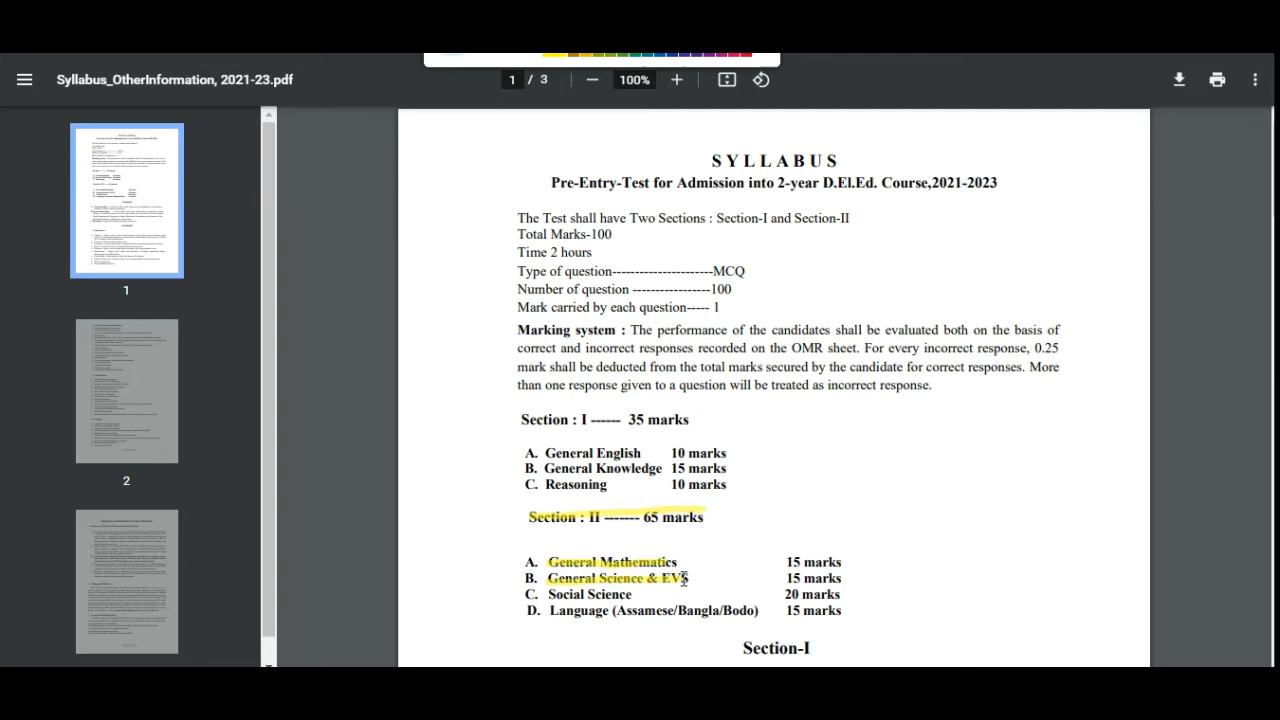 Syllabus_OtherInformation, 2021-23.pdf
1 / 3
100%
SYLLABUS
Pre-Entry-Test for Admission into 2-year D.El.Ed. Course,2021-2023
The Test shall have Two Sections : Section-I and Section-II
Total Marks-100
Time 2 hours
Type of question----------------------MCQ
Number of question -----------------100
Mark carried by each question----- 1
Marking system : The performance of the candidates shall be evaluated both on the basis of
correct and incorrect responses recorded on the OMR sheet. For every incorrect response, 0.25
mark shall be deducted from the total marks secured by the candidate for correct responses. More
than one response given to a question will be treated as incorrect response.
Section : I ------ 35 marks
A. General English 10 marks
B. General Knowledge 15 marks
C. Reasoning 10 marks
Section : II ------- 65 marks
A. General Mathematics 15 marks
B. General Science & EVS 15 marks
C. Social Science 20 marks
D. Language (Assamese/Bangla/Bodo) 15 marks
Section-I
1
2